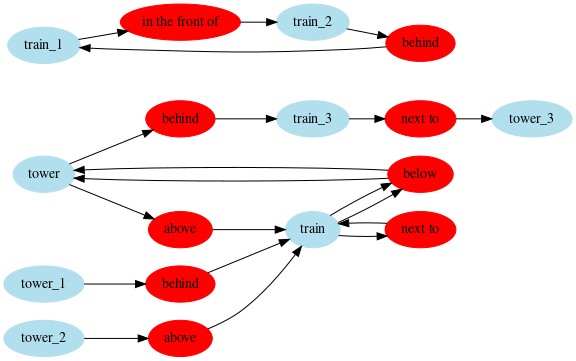 train_1
in the front of
train_2
behind
behind
train_3
next to
tower_3
tower
below
above
train
next to
tower_1
behind
tower_2
above